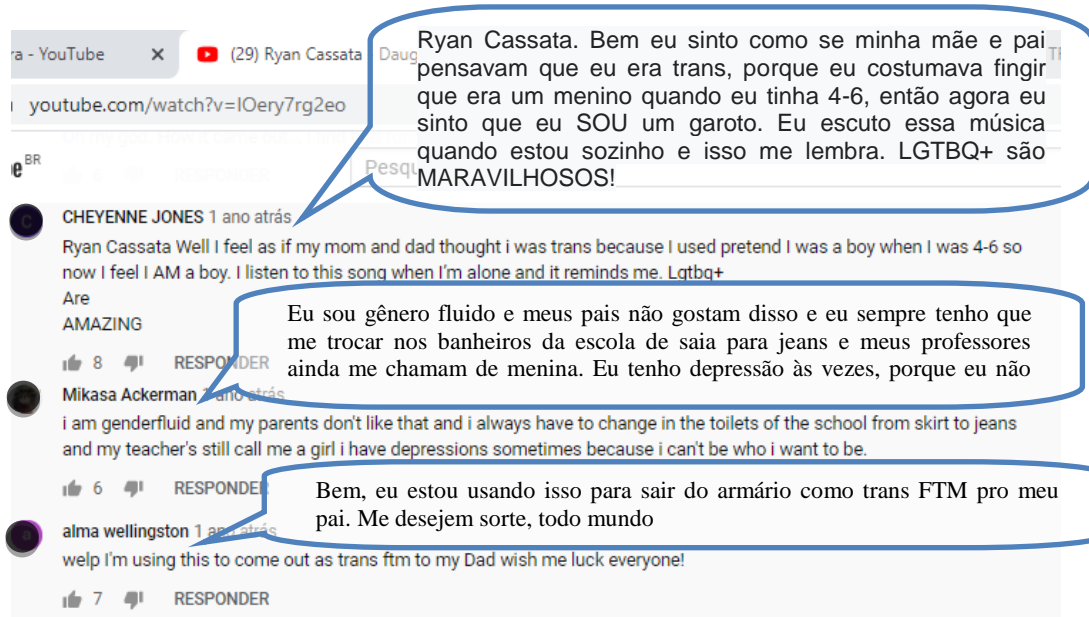 ra - YouTube
(29) Ryan Cassata - Daug
youtube.com/watch?v=IOery7rg2eo
BR
Pesqu
Ryan Cassata. Bem eu sinto como se minha mãe e pai
pensavam que eu era trans, porque eu costumava fingir
que era um menino quando eu tinha 4-6, então agora eu
sinto que eu SOU um garoto. Eu escuto essa música
quando estou sozinho e isso me lembra. LGTBQ+ são
MARAVILHOSOS!
RESPONDER
CHEYENNE JONES 1 ano atrás
Ryan Cassata Well I feel as if my mom and dad thought i was trans because I used pretend I was a boy when I was 4-6 so
now I feel I AM a boy. I listen to this song when I'm alone and it reminds me. Lgtbq+
Are
AMAZING
8 RESPONDER
Eu sou gênero fluido e meus pais não gostam disso e eu sempre tenho que
me trocar nos banheiros da escola de saia para jeans e meus professores
ainda me chamam de menina. Eu tenho depressão às vezes, porque eu não
Mikasa Ackerman 1 ano atrás
i am genderfluid and my parents don't like that and i always have to change in the toilets of the school from skirt to jeans
and my teacher's still call me a girl i have depressions sometimes because i can't be who i want to be.
6 RESPONDER
Bem, eu estou usando isso para sair do armário como trans FTM pro meu
pai. Me desejem sorte, todo mundo
alma wellingston 1 ano atrás
welp I'm using this to come out as trans ftm to my Dad wish me luck everyone!
7 RESPONDER